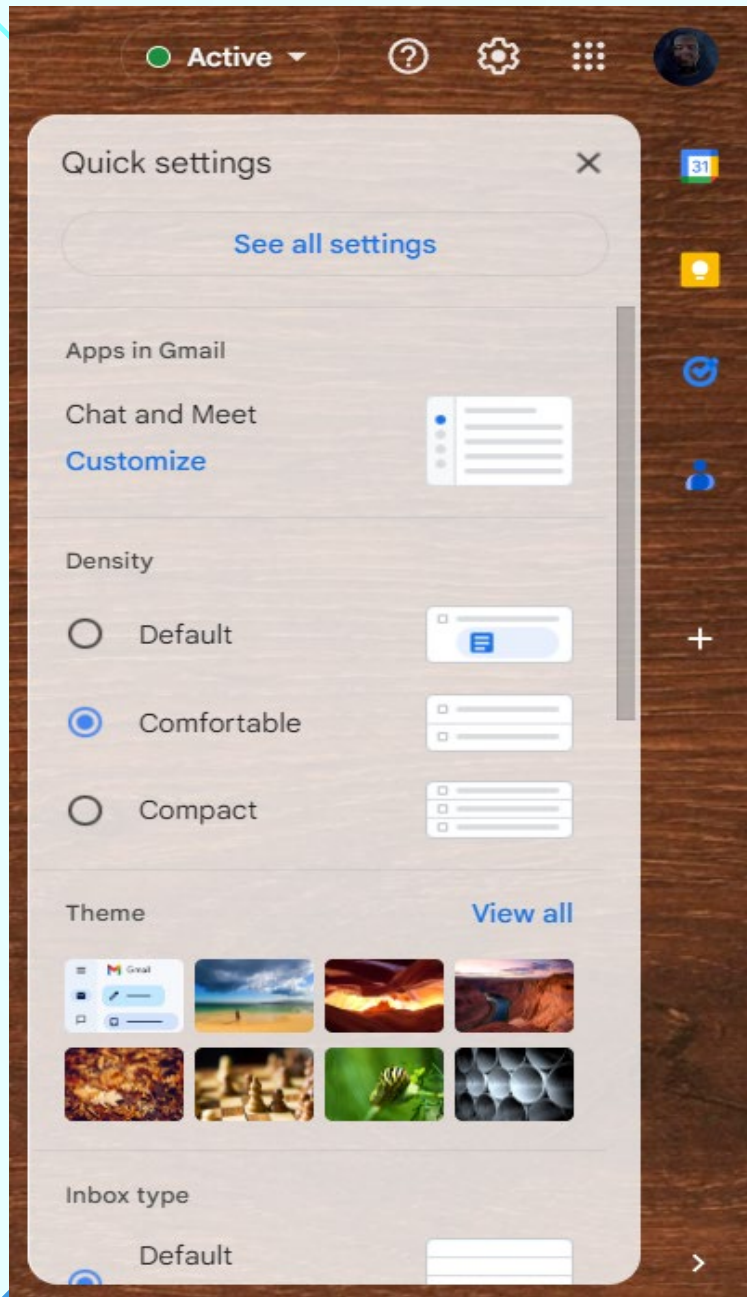 Active
Quick settings
31
See all settings
Apps in Gmail
Chat and Meet
Customize
Density
Default
Comfortable
Compact
Theme
View all
Gmail
Inbox type
Default